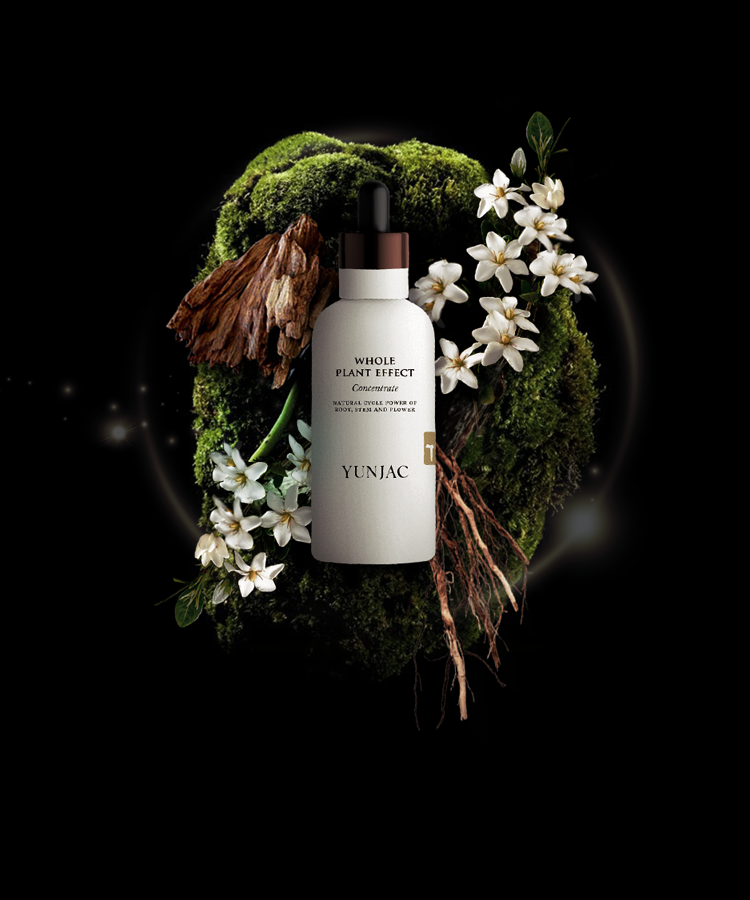 WHOLE
PLANT EFFECT
Concentrate
NATURAL CYCLE POWER OF
ROOT, STEM AND FLOWER
YUNJAC